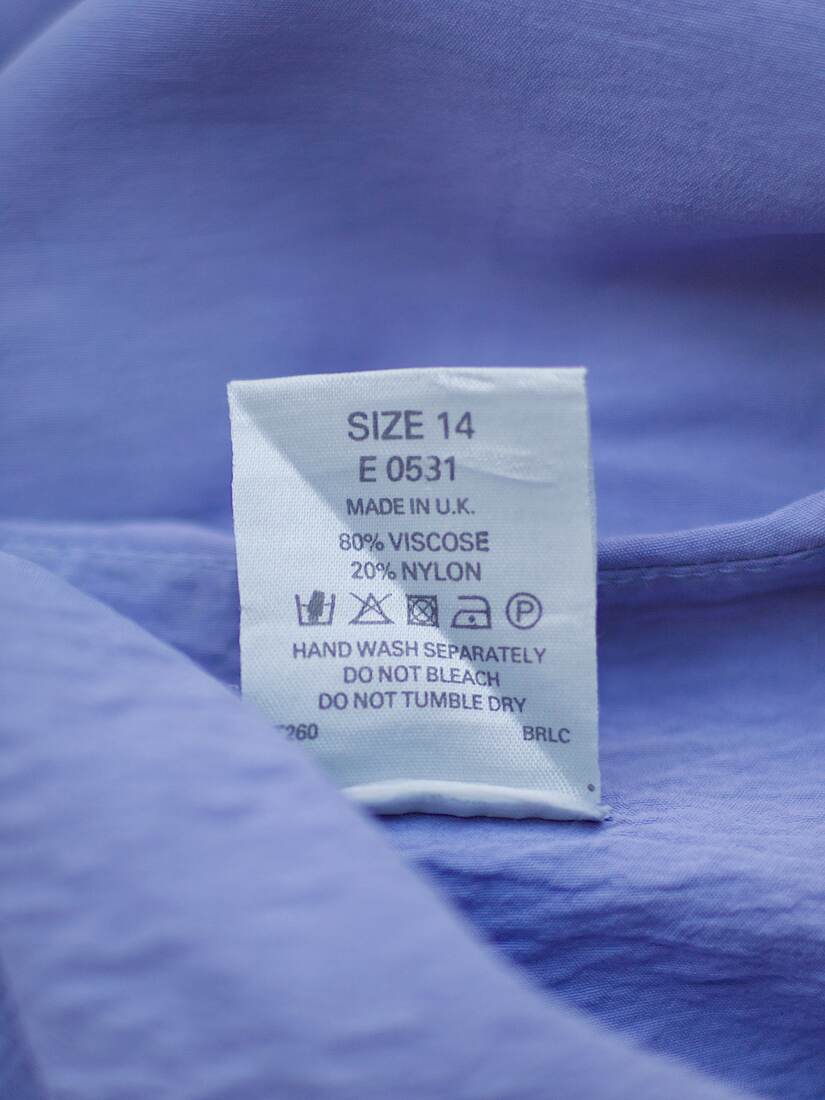 SIZE 14
E 0531
MADE IN U.K.
80% VISCOSE
20% NYLON
P
HAND WASH SEPARATELY
DO NOT BLEACH
DO NOT TUMBLE DRY
260 BRLC